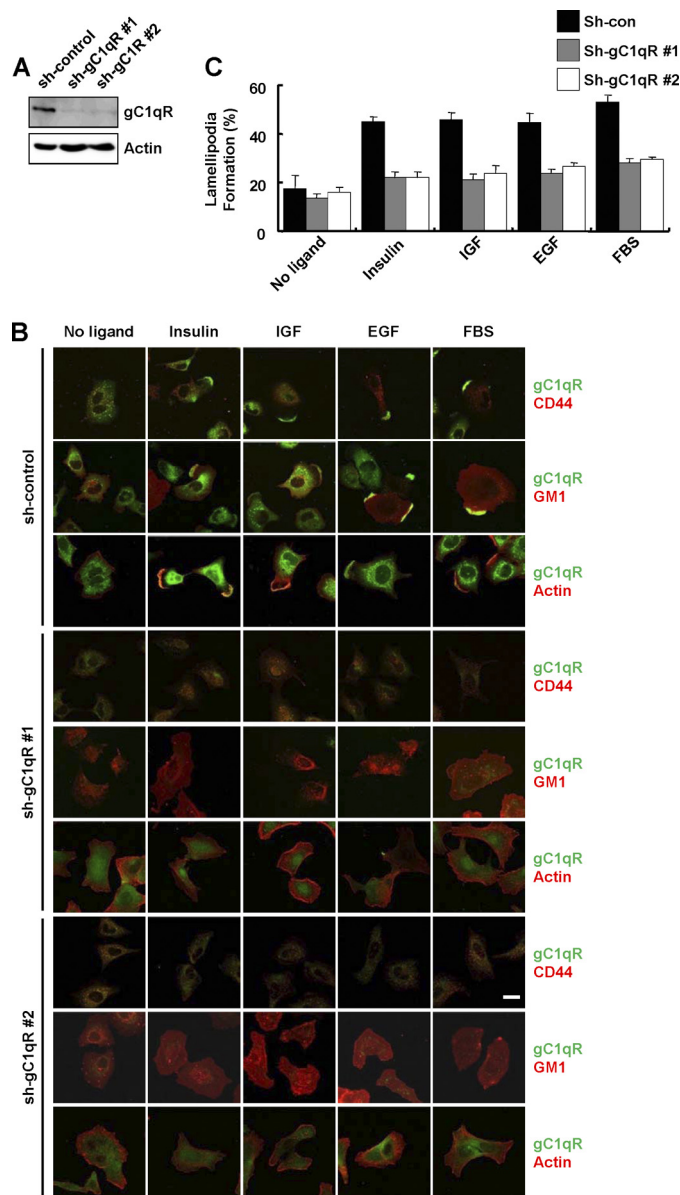 A
sh-control
sh-gC1qR #1
sh-gC1R #2
gC1qR
Actin
C
Sh-con
Sh-gC1qR #1
Sh-gC1qR #2
Lamellipodia
Formation (%)
60
40
20
0
No ligand
Insulin
IGF
EGF
FBS
B
No ligand Insulin IGF EGF FBS
sh-control
gC1qR
CD44
gC1qR
GM1
gC1qR
Actin
sh-gC1qR #1
gC1qR
CD44
gC1qR
GM1
gC1qR
Actin
sh-gC1qR #2
gC1qR
CD44
gC1qR
GM1
gC1qR
Actin